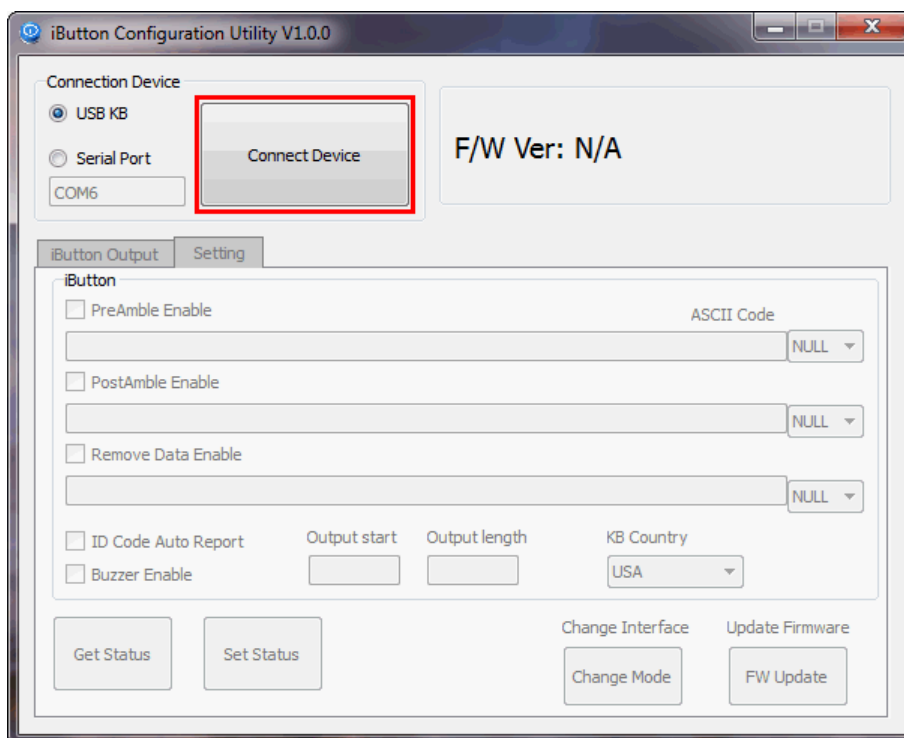 iButton Configuration Utility V1.0.0
Connection Device
USB KB
Serial Port
COM6
Connect Device
F/W Ver: N/A
iButton Output
Setting
iButton
PreAmble Enable
ASCII Code
NULL
PostAmble Enable
NULL
Remove Data Enable
NULL
ID Code Auto Report
Output start
Output length
KB Country
Buzzer Enable
USA
Get Status
Set Status
Change Interface
Update Firmware
Change Mode
FW Update